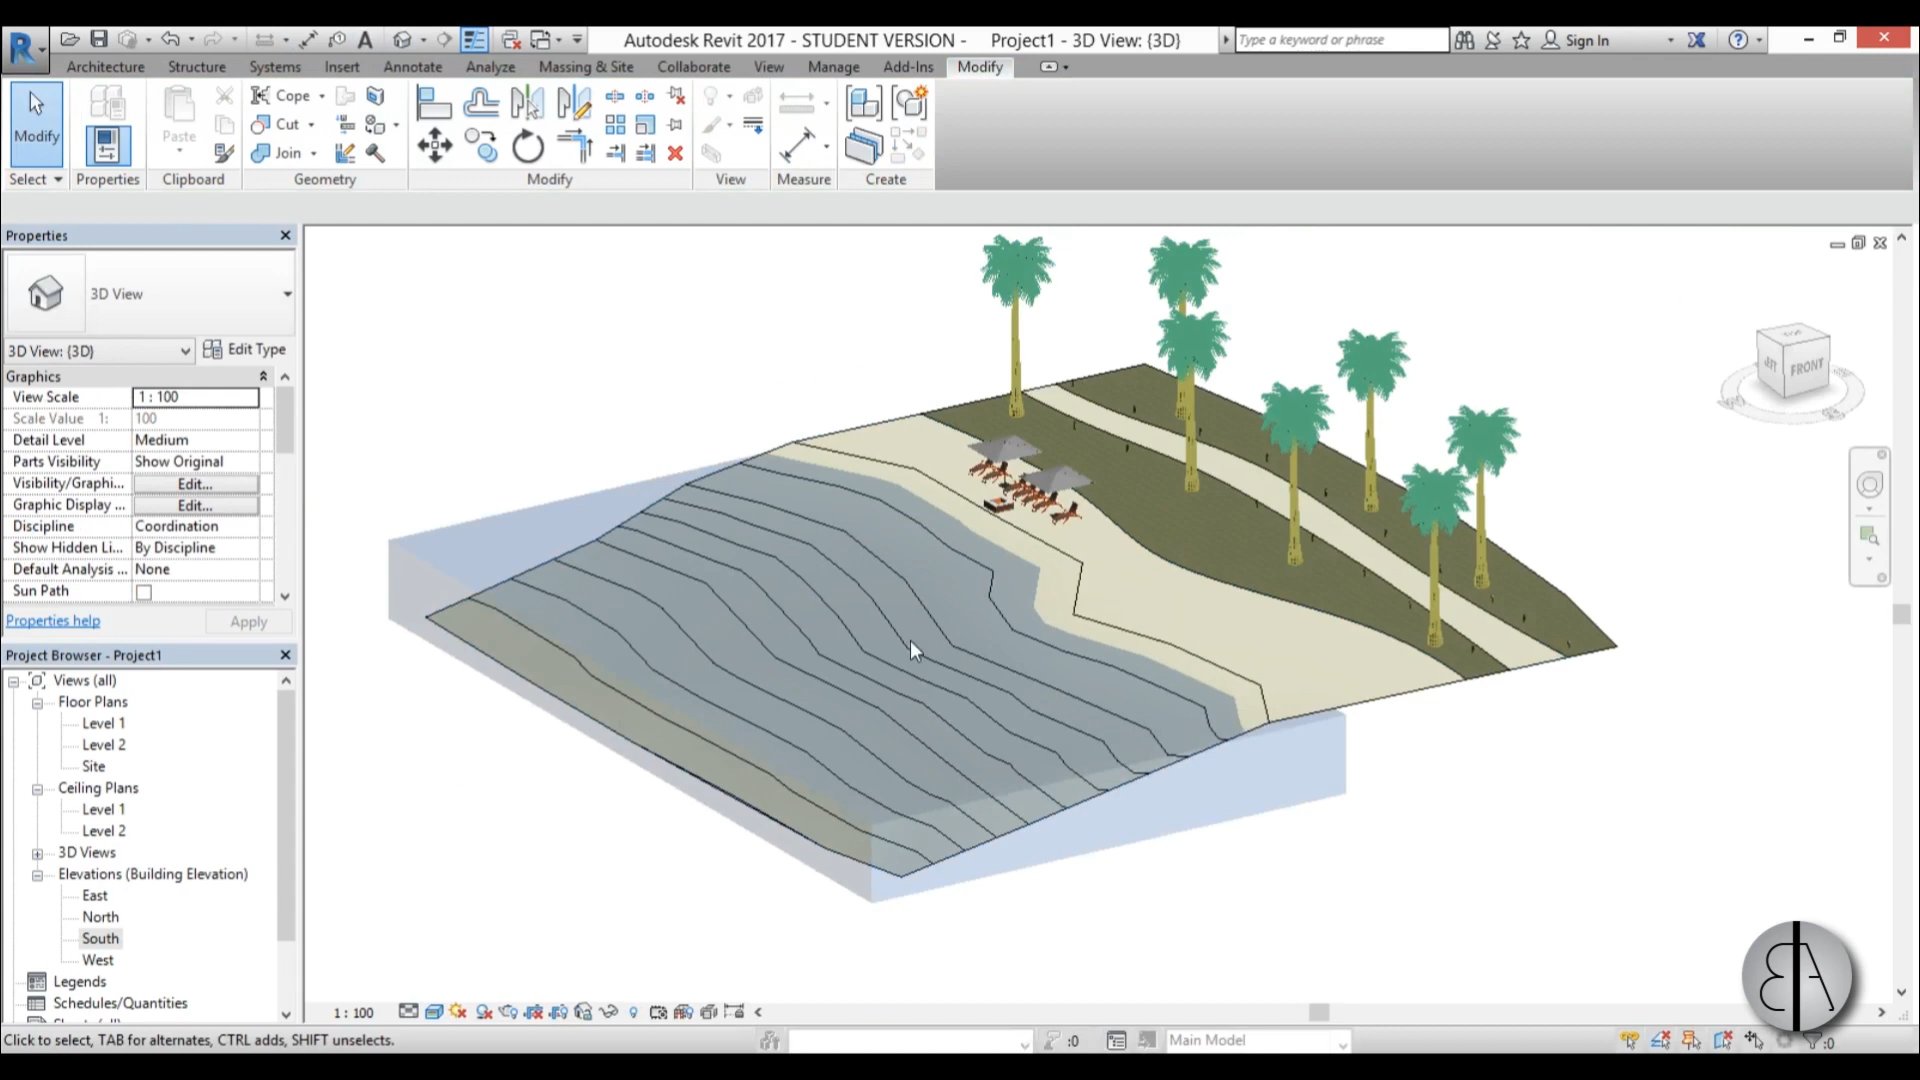 Autodesk Revit 2017 - STUDENT VERSION - Project1 - 3D View: {3D}
Type a keyword or phrase
Sign In
Architecture Structure Systems Insert Annotate Analyze Massing & Site Collaborate View Manage Add-Ins Modify
Modify
Paste
Cope
Cut
Join
Select Properties Clipboard Geometry Modify View Measure Create
Properties
3D View
3D View: {3D}
Edit Type
Graphics
View Scale 1 : 100
Scale Value 1: 100
Detail Level Medium
Parts Visibility Show Original
Visibility/Graphi... Edit...
Graphic Display ... Edit...
Discipline Coordination
Show Hidden Li... By Discipline
Default Analysis ... None
Sun Path
Properties help
Apply
Project Browser - Project1
Views (all)
Floor Plans
Level 1
Level 2
Site
Ceiling Plans
Level 1
Level 2
3D Views
Elevations (Building Elevation)
East
North
South
West
Legends
Schedules/Quantities
FRONT
1 : 100
Click to select, TAB for alternates, CTRL adds, SHIFT unselects.
:0
Main Model
:0